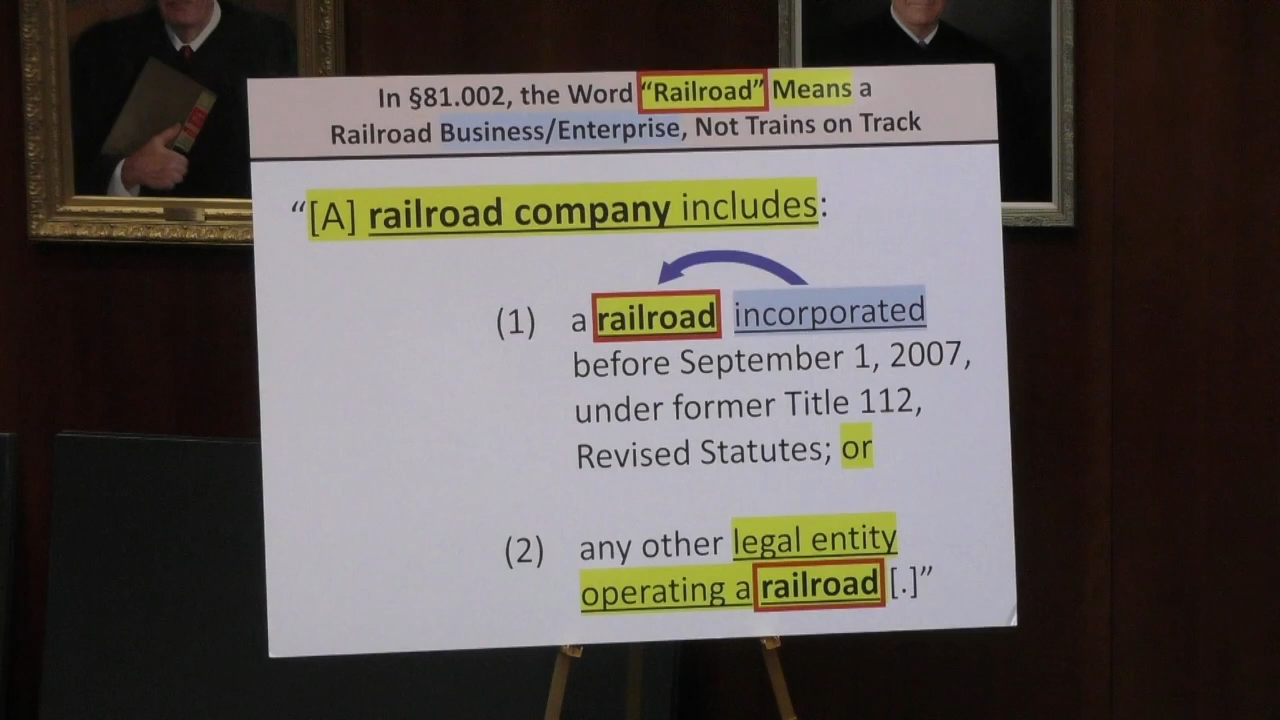 In §81.002, the Word “Railroad” Means a
Railroad Business/Enterprise, Not Trains on Track
“[A] railroad company includes:
(1) a railroad incorporated
before September 1, 2007,
under former Title 112,
Revised Statutes; or
(2) any other legal entity
operating a railroad [.]”